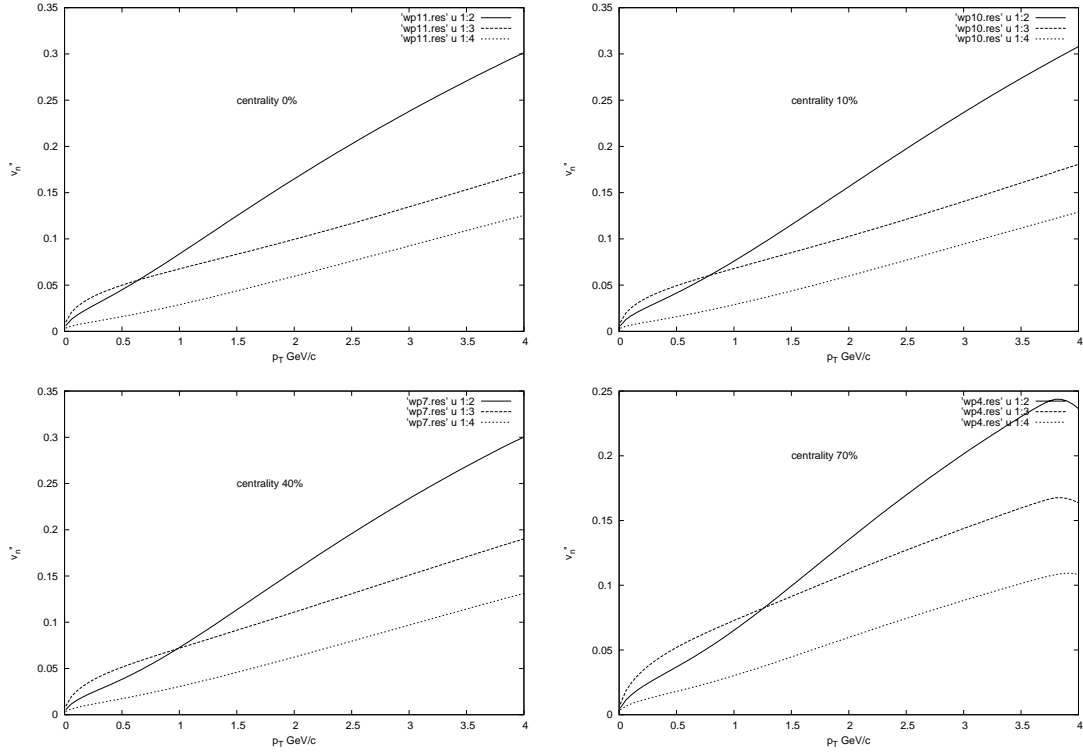 'wp11.res' u 1:2
'wp11.res' u 1:3
'wp11.res' u 1:4
centrality 0%
v_n"
0.35
0.3
0.25
0.2
0.15
0.1
0.05
0
0 0.5 1 1.5 2 2.5 3 3.5 4
p_T GeV/c
'wp10.res' u 1:2
'wp10.res' u 1:3
'wp10.res' u 1:4
centrality 10%
v_n"
0.35
0.3
0.25
0.2
0.15
0.1
0.05
0
0 0.5 1 1.5 2 2.5 3 3.5 4
p_T GeV/c
'wp7.res' u 1:2
'wp7.res' u 1:3
'wp7.res' u 1:4
centrality 40%
v_n"
0.35
0.3
0.25
0.2
0.15
0.1
0.05
0
0 0.5 1 1.5 2 2.5 3 3.5 4
p_T GeV/c
'wp4.res' u 1:2
'wp4.res' u 1:3
'wp4.res' u 1:4
centrality 70%
v_n"
0.25
0.2
0.15
0.1
0.05
0
0 0.5 1 1.5 2 2.5 3 3.5 4
p_T GeV/c